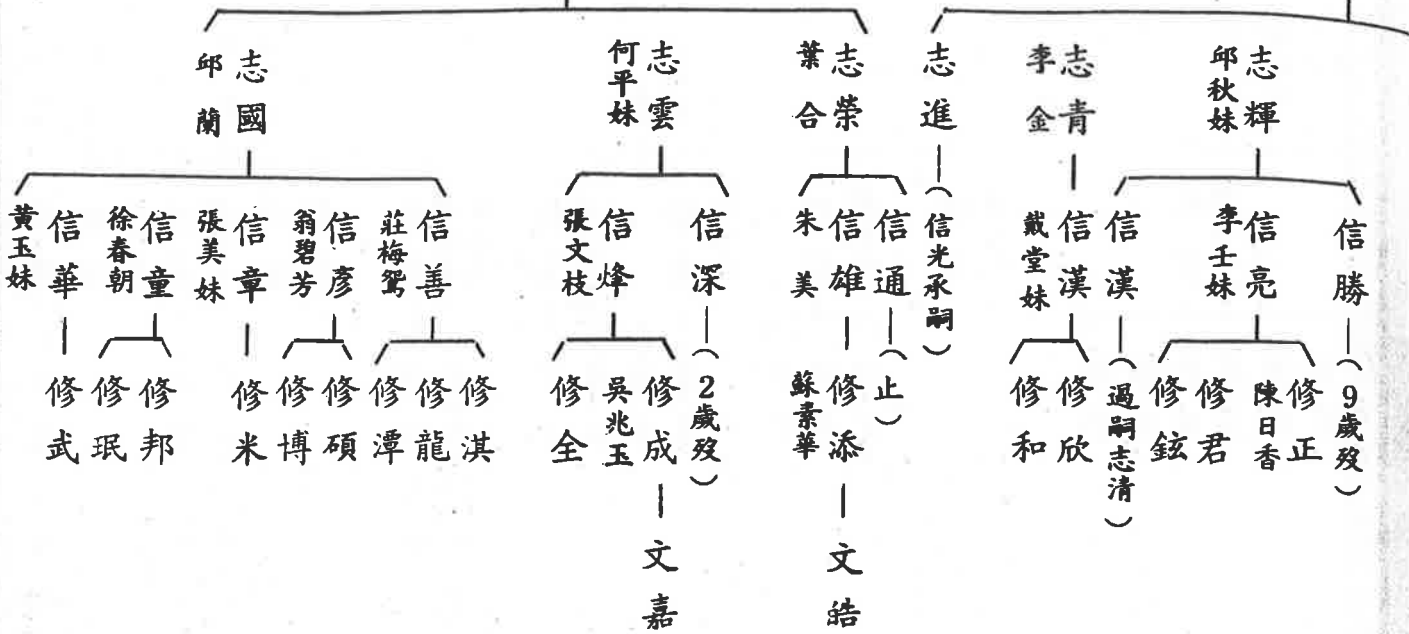 志輝
邱秋妹
志青
李金
志進
(信光承嗣)
志榮
葉合
志雲
何平妹
志國
邱蘭
信勝
(9歲歿)
信亮
李壬妹
信漢
(過嗣志清)
信漢
戴堂妹
信通
(止)
信雄
朱美
信深
(2歲歿)
信烽
張文枝
信善
莊梅鴛
信彥
翁碧芳
信章
張美妹
信童
徐春朝
信華
黃玉妹
修正
陳日香
修君
修鉉
修欣
修和
修添
蘇素華
修成
吳兆玉
修全
修淇
修龍
修潭
修碩
修博
修米
修邦
修珉
修武
文皓
文嘉